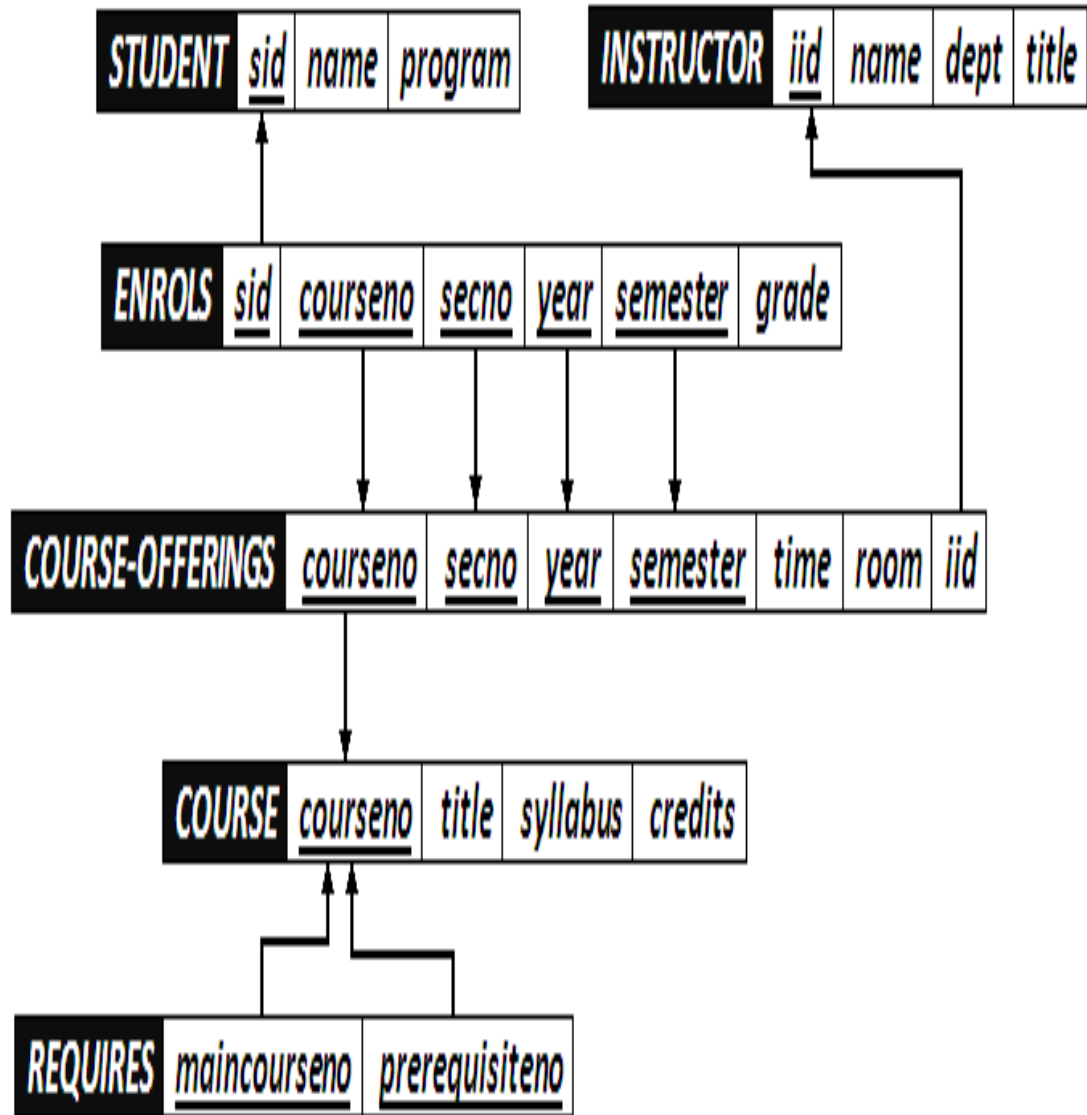 STUDENT sid name program
INSTRUCTOR iid name dept title
ENROLS sid courseno secno year semester grade
COURSE-OFFERINGS courseno secno year semester time room iid
COURSE courseno title syllabus credits
REQUIRES maincourseno prerequisiteno